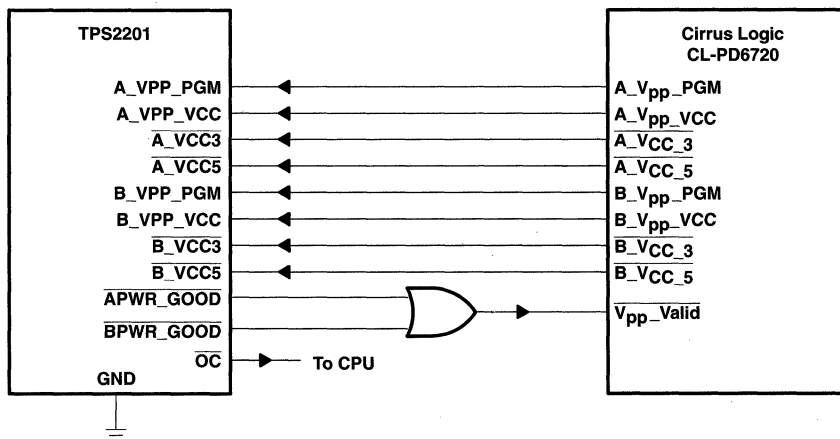 TPS2201
A_VPP_PGM
A_VPP_VCC
A_VCC3
A_VCC5
B_VPP_PGM
B_VPP_VCC
B_VCC3
B_VCC5
APWR_GOOD
BPWR_GOOD
OC
To CPU
GND
Cirrus Logic
CL-PD6720
A_Vpp_PGM
A_Vpp_VCC
A_VCC_3
A_VCC_5
B_Vpp_PGM
B_Vpp_VCC
B_VCC_3
B_VCC_5
Vpp_Valid